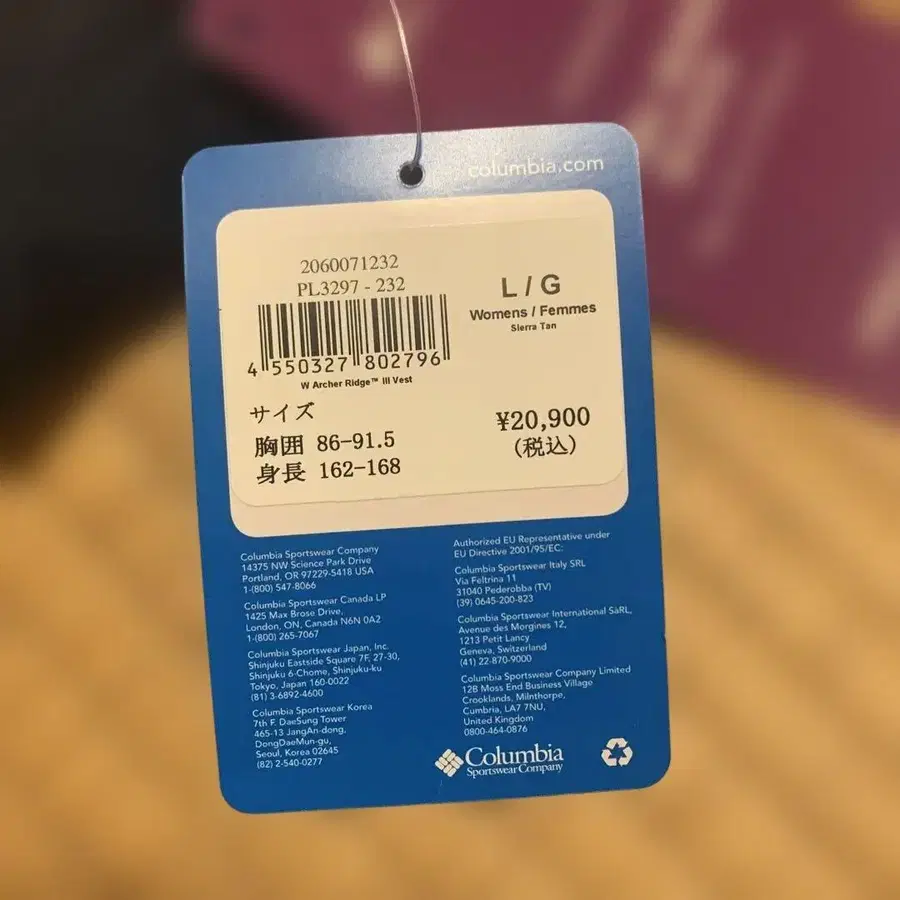 columbia.com
2060071232
PL3297 - 232
4 550327 802796
W Archer Ridge™ III Vest
L / G
Womens / Femmes
Sierra Tan
サイズ
胸囲 86-91.5
身長 162-168
¥20,900
(税込)
Columbia Sportswear Company
14375 NW Science Park Drive
Portland, OR 97229-5418 USA
1-(800) 547-8066
Columbia Sportswear Canada LP
1425 Max Brose Drive,
London, ON, Canada N6N 0A2
1-(800) 265-7067
Columbia Sportswear Japan, Inc.
Shinjuku Eastside Square 7F, 27-30,
Shinjuku 6-Chome, Shinjuku-ku
Tokyo, Japan 160-0022
(81) 3-6892-4600
Columbia Sportswear Korea
7th F. DaeSung Tower
465-13 JangAn-dong,
DongDaeMun-gu,
Seoul, Korea 02645
(82) 2-540-0277
Authorized EU Representative under
EU Directive 2001/95/EC:
Columbia Sportswear Italy SRL
Via Feltrina 11
31040 Pederobba (TV)
(39) 0645-200-823
Columbia Sportswear International SàRL,
Avenue des Morgines 12,
1213 Petit Lancy
Geneva, Switzerland
(41) 22-870-9000
Columbia Sportswear Company Limited
12B Moss End Business Village
Crooklands, Milnthorpe,
Cumbria, LA7 7NU,
United Kingdom
0800-464-0876
Columbia
Sportswear Company